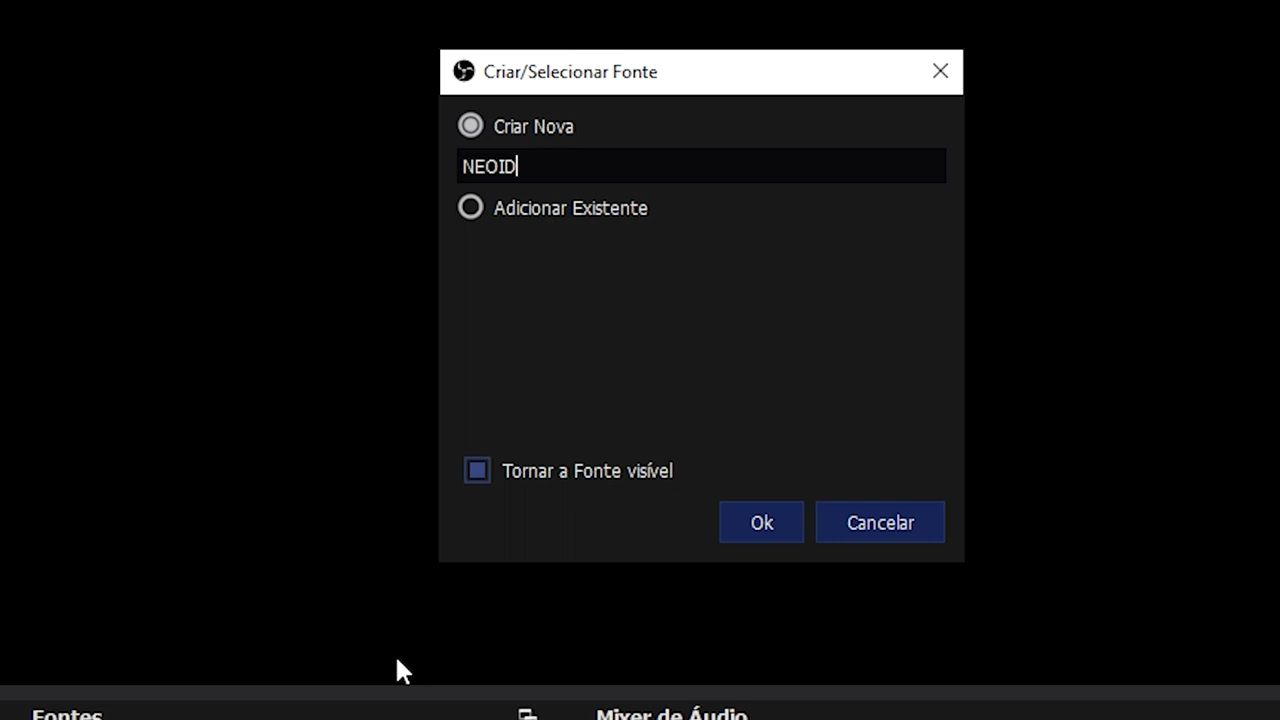 Criar/Selecionar Fonte
Criar Nova
NEOID
Adicionar Existente
Tornar a Fonte visível
Ok
Cancelar
Fontes
Mixer de Áudio